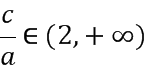 c/a ∈ (2, + ∞)